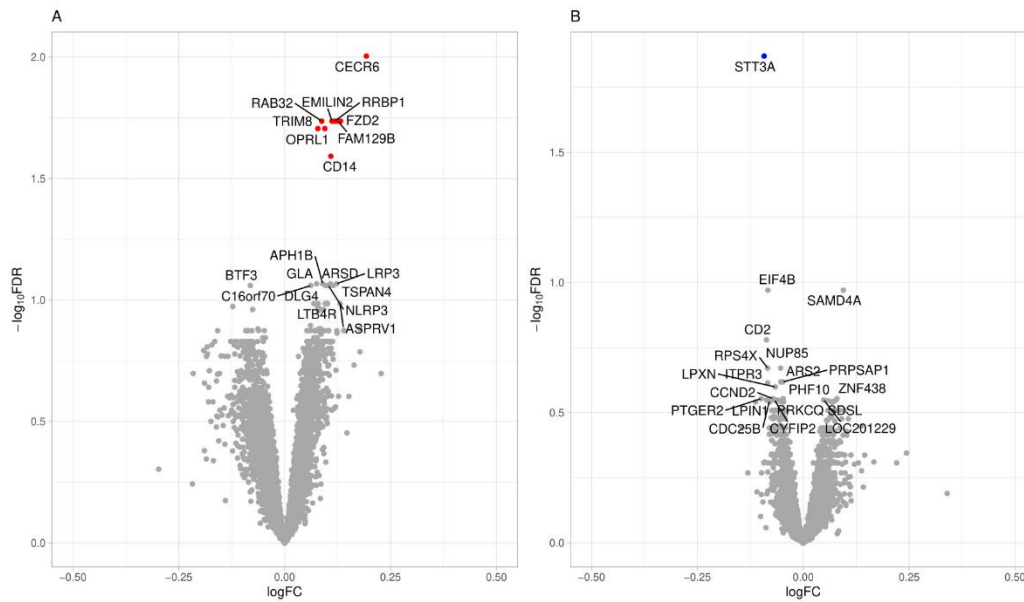 A
2.0
1.5
1.0
0.5
0.0
−log10FDR
CECR6
RAB32 EMILIN2 RRBP1
TRIM8 FZD2
OPRL1 FAM129B
CD14
APH1B
BTF3 GLA ARSD LRP3
C16orf70 DLG4 TSPAN4
LTB4R NLRP3
ASPRV1
−0.50 −0.25 0.00 0.25 0.50
logFC
B
1.5
1.0
0.5
0.0
−log10FDR
STT3A
EIF4B
SAMD4A
CD2
RPS4X NUP85
LPXN ITPR3 ARS2 PRPSAP1
CCND2 PHF10 ZNF438
PTGER2 LPIN1 PRKCQ SDSL
CDC25B CYFIP2 LOC201229
−0.50 −0.25 0.00 0.25 0.50
logFC